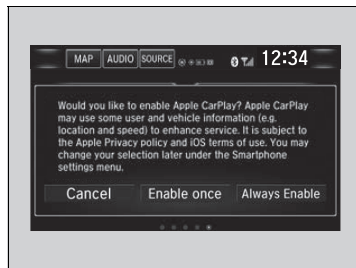 MAP AUDIO SOURCE 12:34
Would you like to enable Apple CarPlay? Apple CarPlay
may use some user and vehicle information (e.g.
location and speed) to enhance service. It is subject to
the Apple Privacy policy and iOS terms of use. You may
change your selection later under the Smartphone
settings menu.
Cancel Enable once Always Enable